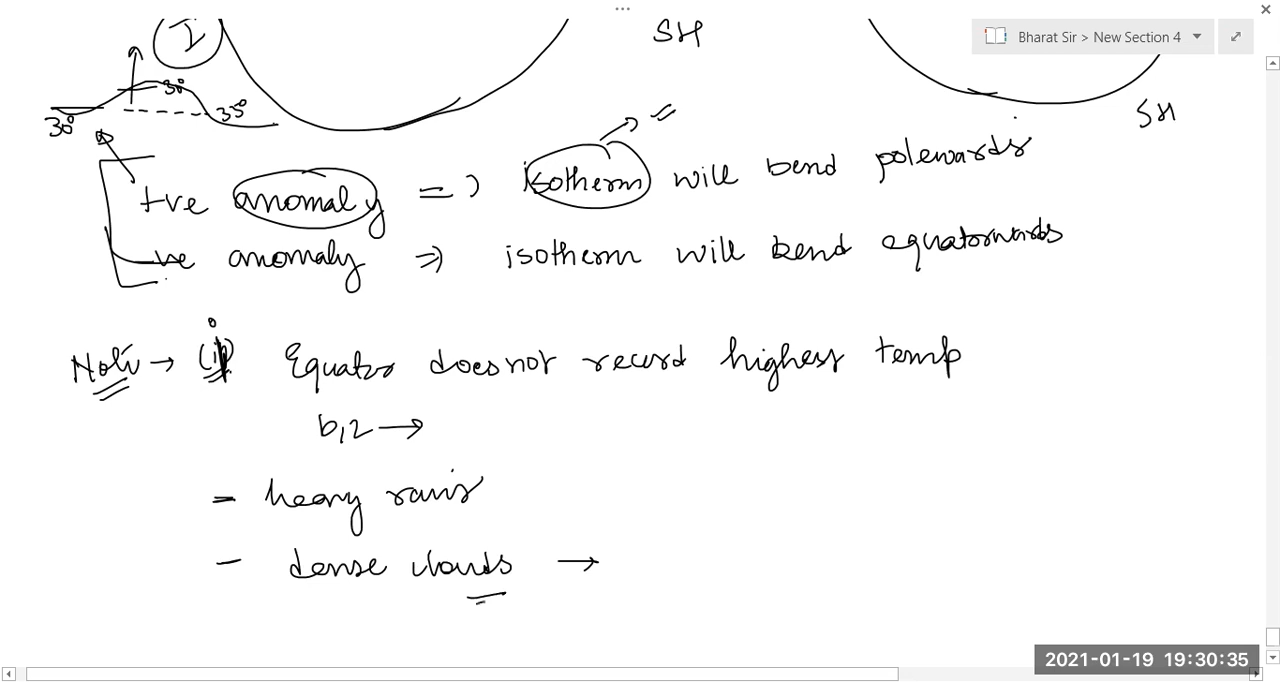 I
SH
Bharat Sir > New Section 4
30°
30°
35°
SH
+ve anomaly => isotherm will bend polewards
-ve anomaly => isotherm will bend equatorwards
Note → (i) Equator does not record highest temp
b/z →
- heavy rains
- dense clouds →
2021-01-19 19:30:35